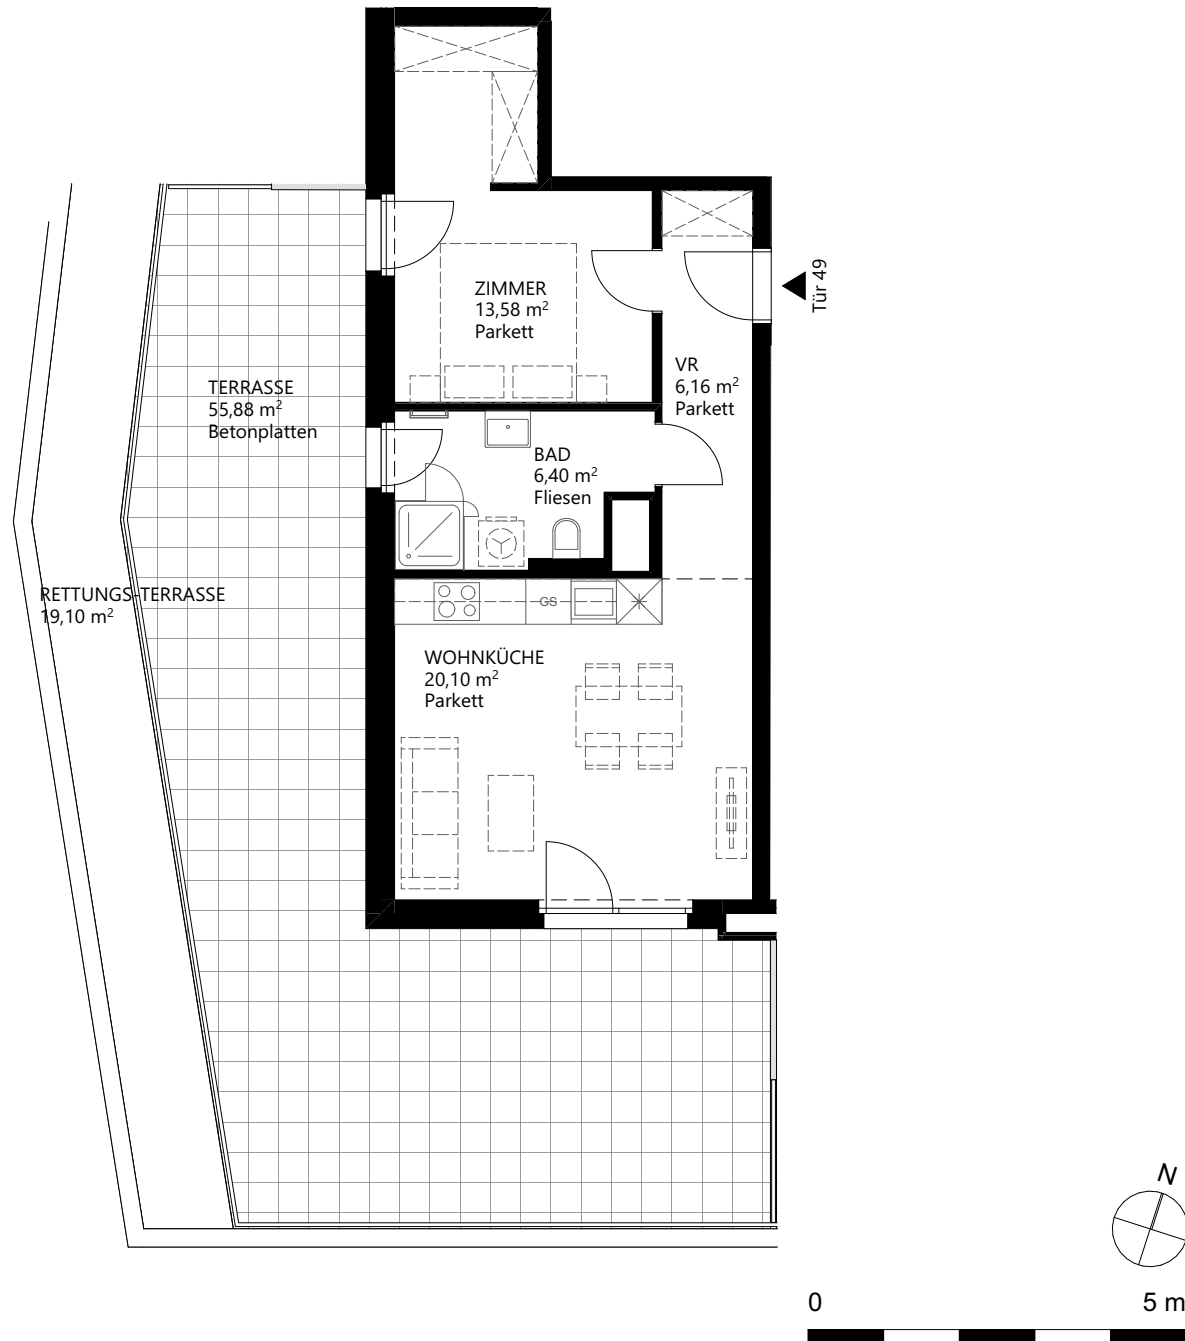 ZIMMER
13,58 m²
Parkett
Tür 49
VR
6,16 m²
Parkett
TERRASSE
55,88 m²
Betonplatten
BAD
6,40 m²
Fliesen
RETTUNGS-TERRASSE
19,10 m²
GS
WOHNKÜCHE
20,10 m²
Parkett
N
0 5 m